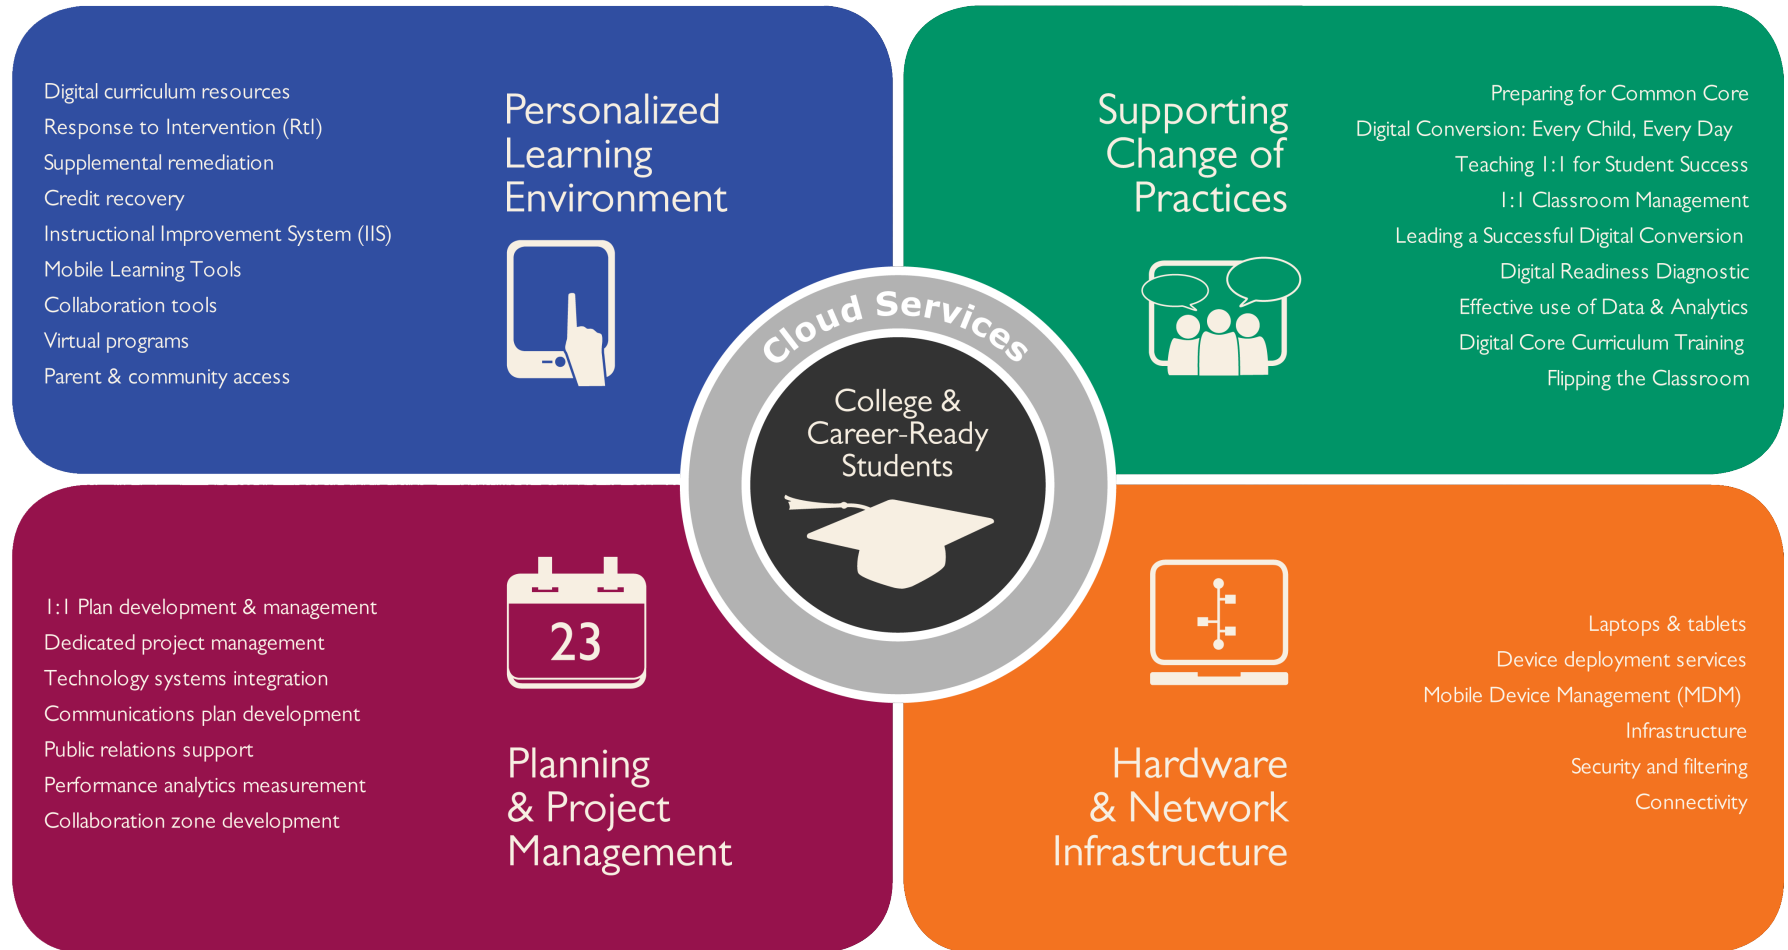 Digital curriculum resources
Response to Intervention (RtI)
Supplemental remediation
Credit recovery
Instructional Improvement System (IIS)
Mobile Learning Tools
Collaboration tools
Virtual programs
Parent & community access
Personalized
Learning
Environment
Supporting
Change of
Practices
Preparing for Common Core
Digital Conversion: Every Child, Every Day
Teaching 1:1 for Student Success
1:1 Classroom Management
Leading a Successful Digital Conversion
Digital Readiness Diagnostic
Effective use of Data & Analytics
Digital Core Curriculum Training
Flipping the Classroom
Cloud Services
College &
Career-Ready
Students
1:1 Plan development & management
Dedicated project management
Technology systems integration
Communications plan development
Public relations support
Performance analytics measurement
Collaboration zone development
23
Planning
& Project
Management
Hardware
& Network
Infrastructure
Laptops & tablets
Device deployment services
Mobile Device Management (MDM)
Infrastructure
Security and filtering
Connectivity